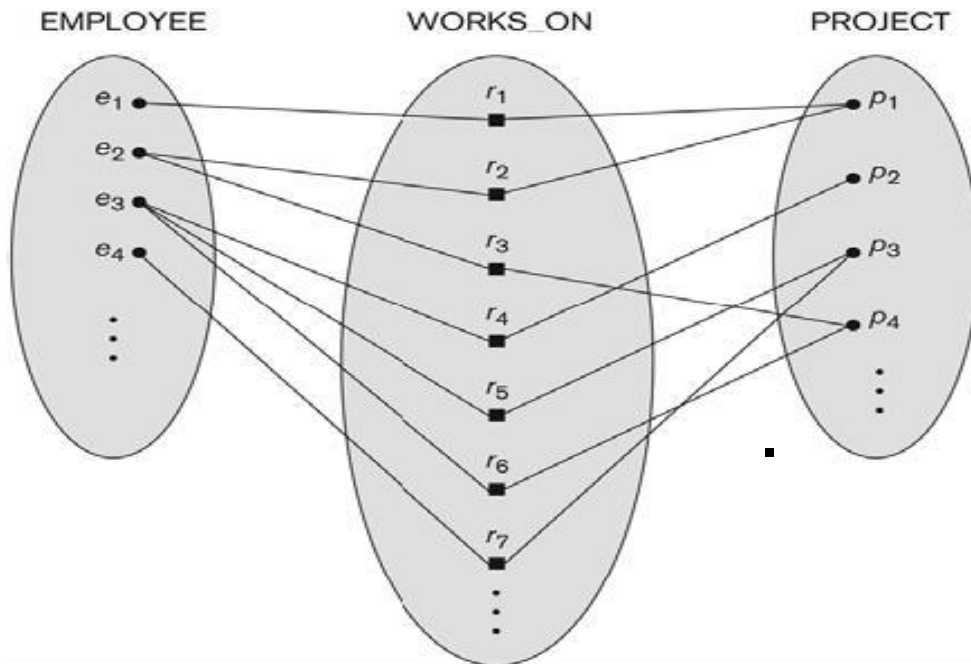 EMPLOYEE WORKS_ON PROJECT
e1
e2
e3
e4
r1
r2
r3
r4
r5
r6
r7
p1
p2
p3
p4